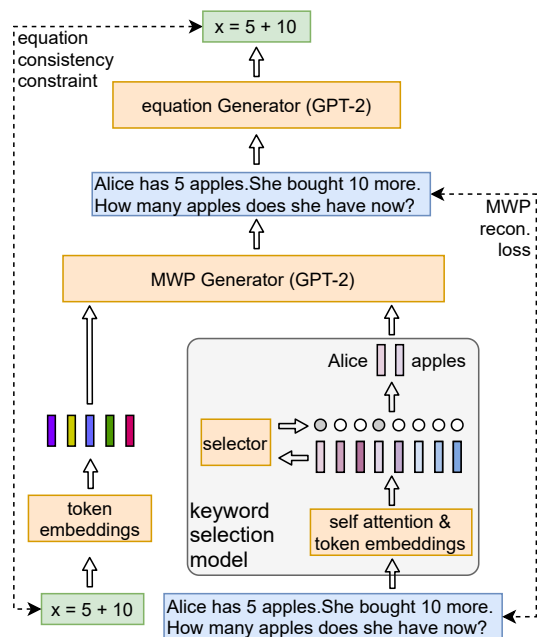 x = 5 + 10
equation
consistency
constraint
equation Generator (GPT-2)
Alice has 5 apples.She bought 10 more.
How many apples does she have now?
MWP
recon.
loss
MWP Generator (GPT-2)
Alice
apples
selector
keyword
selection
model
self attention &
token embeddings
token
embeddings
x = 5 + 10
Alice has 5 apples.She bought 10 more.
How many apples does she have now?